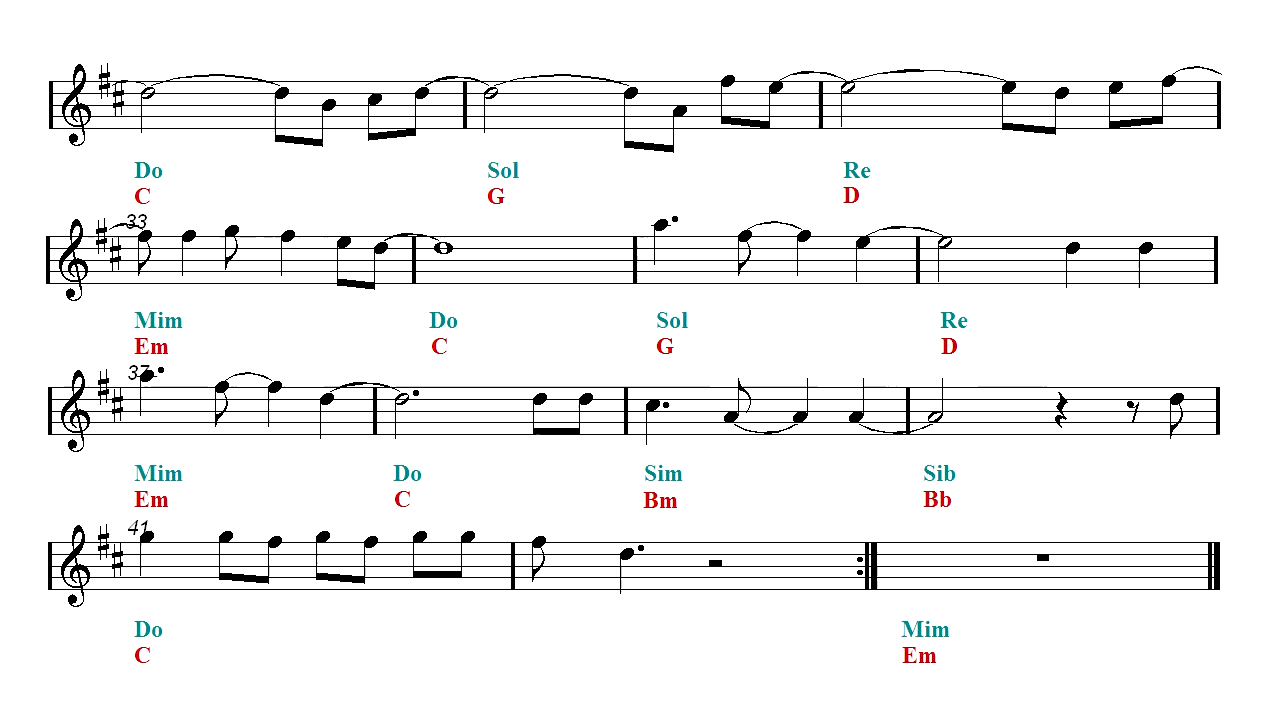 Do Sol Re
C G D
33
Mim Do Sol Re
Em C G D
37
Mim Do Sim Sib
Em C Bm Bb
41
Do Mim
C Em